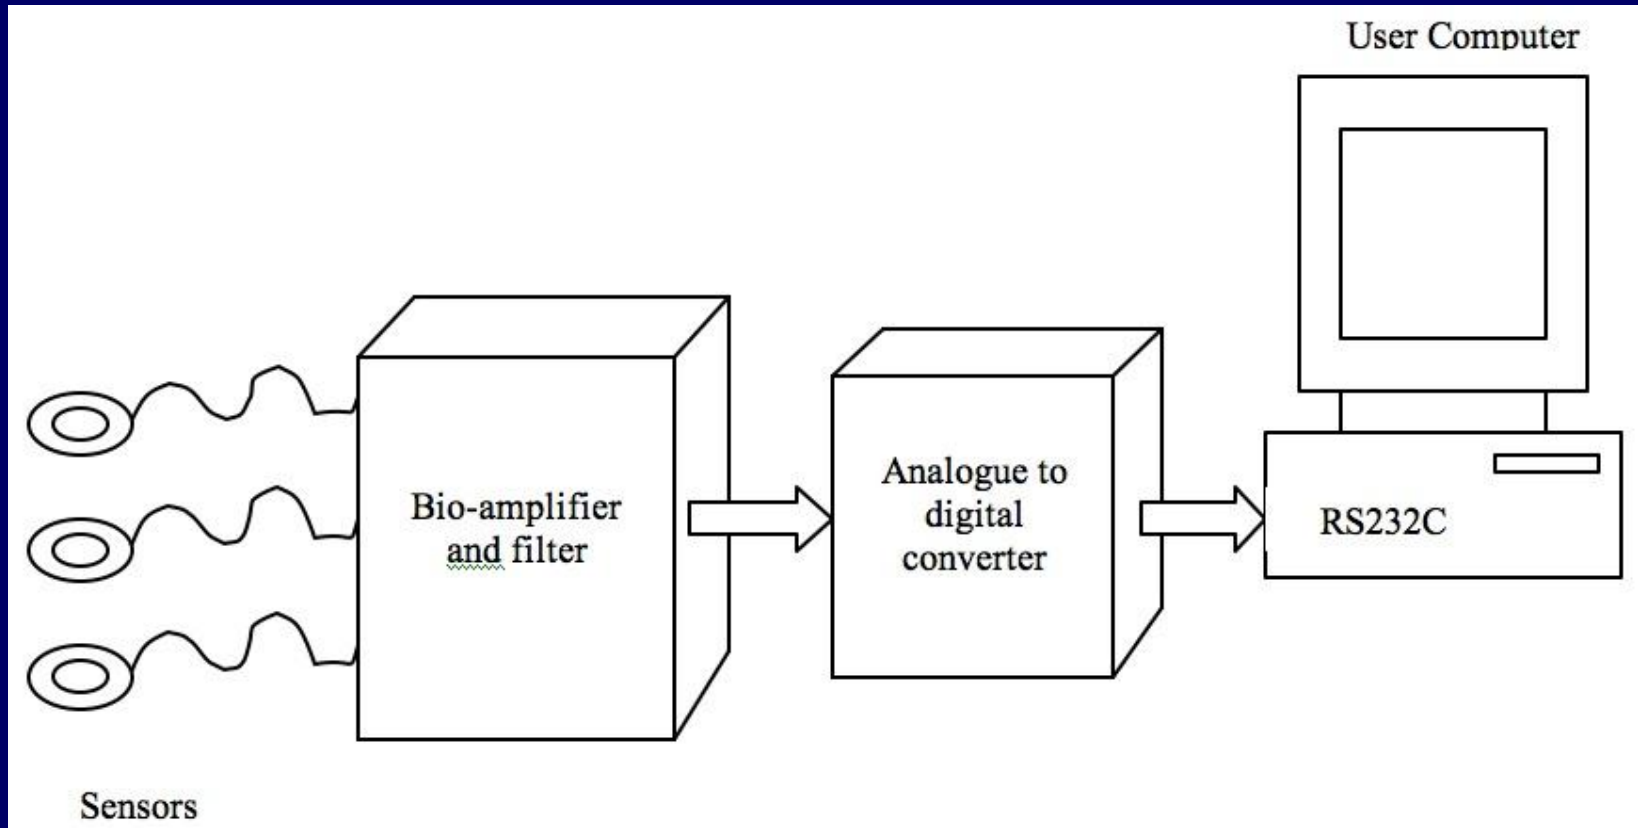 User Computer
Bio-amplifier
and filter
Analogue to
digital
converter
RS232C
Sensors